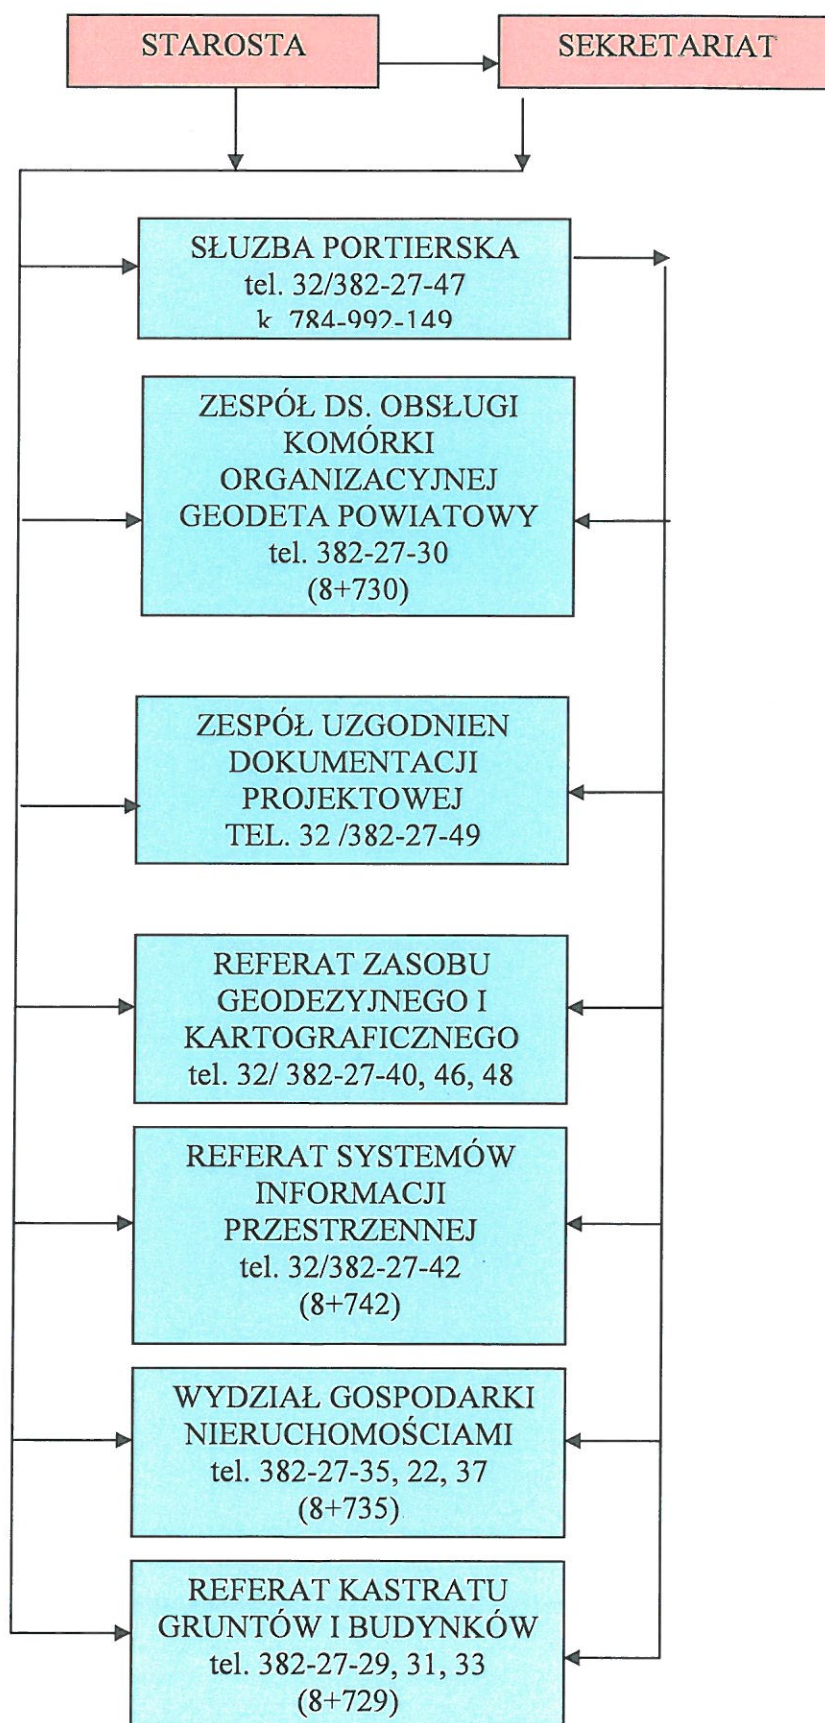 STAROSTA
SEKRETARIAT
SŁUZBA PORTIERSKA
tel. 32/382-27-47
k 784-992-149
ZESPÓŁ DS. OBSŁUGI
KOMÓRKI
ORGANIZACYJNEJ
GEODETA POWIATOWY
tel. 382-27-30
(8+730)
ZESPÓŁ UZGODNIEN
DOKUMENTACJI
PROJEKTOWEJ
TEL. 32 /382-27-49
REFERAT ZASOBU
GEODEZYJNEGO I
KARTOGRAFICZNEGO
tel. 32/ 382-27-40, 46, 48
REFERAT SYSTEMÓW
INFORMACJI
PRZESTRZENNEJ
tel. 32/382-27-42
(8+742)
WYDZIAŁ GOSPODARKI
NIERUCHOMOŚCIAMI
tel. 382-27-35, 22, 37
(8+735)
REFERAT KASTRATU
GRUNTÓW I BUDYNKÓW
tel. 382-27-29, 31, 33
(8+729)